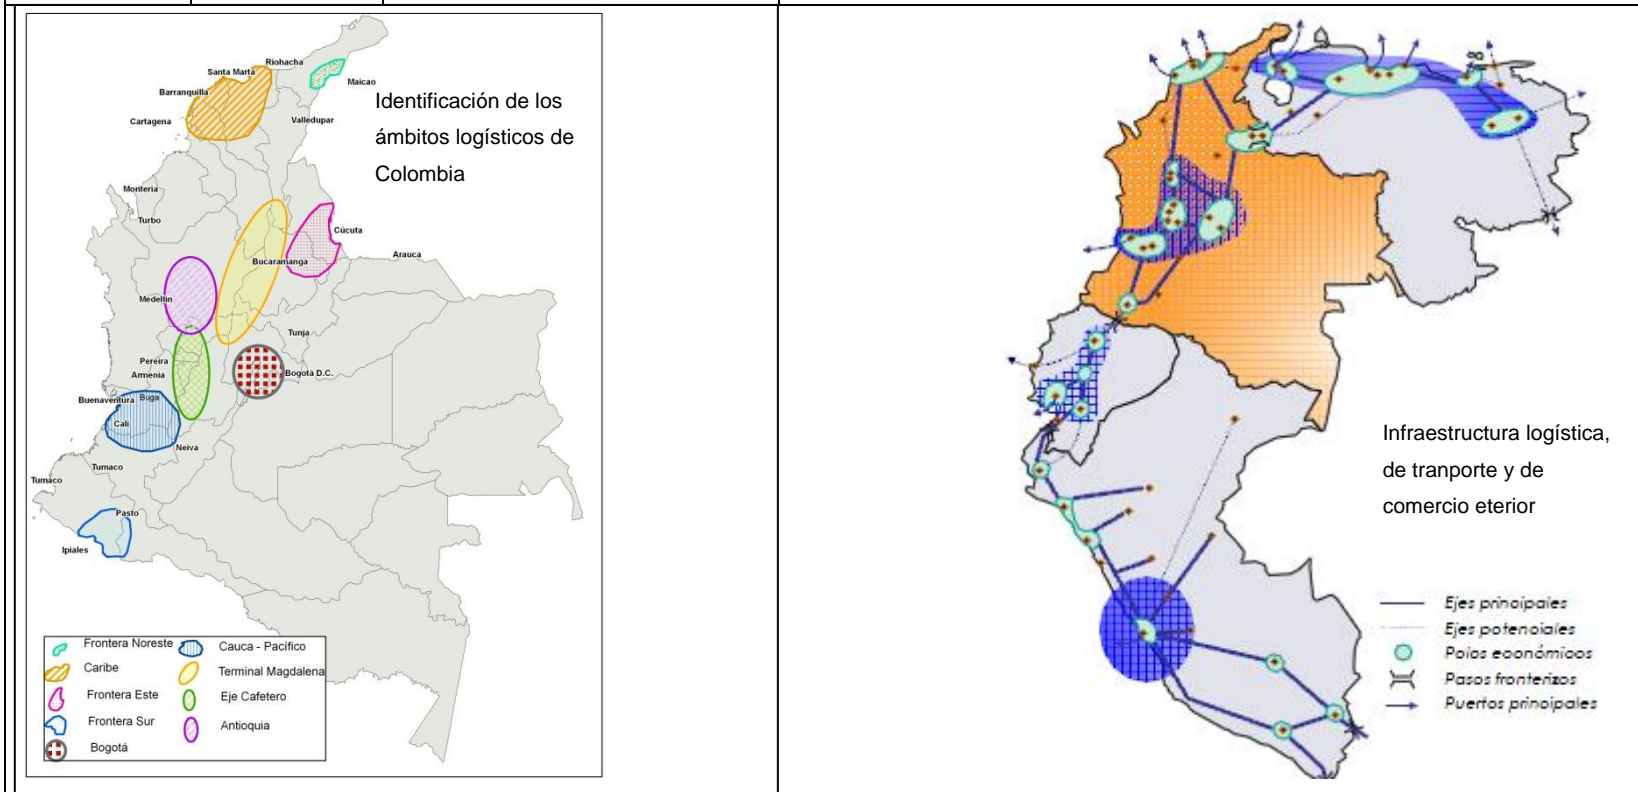 Riohacha
Santa Marta
Maicao
Barranquilla
Cartagena
Valledupar
Identificación de los
ámbitos logísticos de
Colombia
Montería
Turbo
Cúcuta
Arauca
Bucaramanga
Medellín
Tunja
Pereira
Armenia
Bogotá D.C.
Buenaventura
Buga
Cali
Neiva
Tumaco
Tumaco
Pasto
Ipiales
Frontera Noreste
Cauca - Pacífico
Caribe
Terminal Magdalena
Frontera Este
Eje Cafetero
Frontera Sur
Antioquia
Bogotá
Infraestructura logística,
de tranporte y de
comercio eterior
Ejes principales
Ejes potenciales
Polos económicos
Pasos fronterizos
Puertos principales